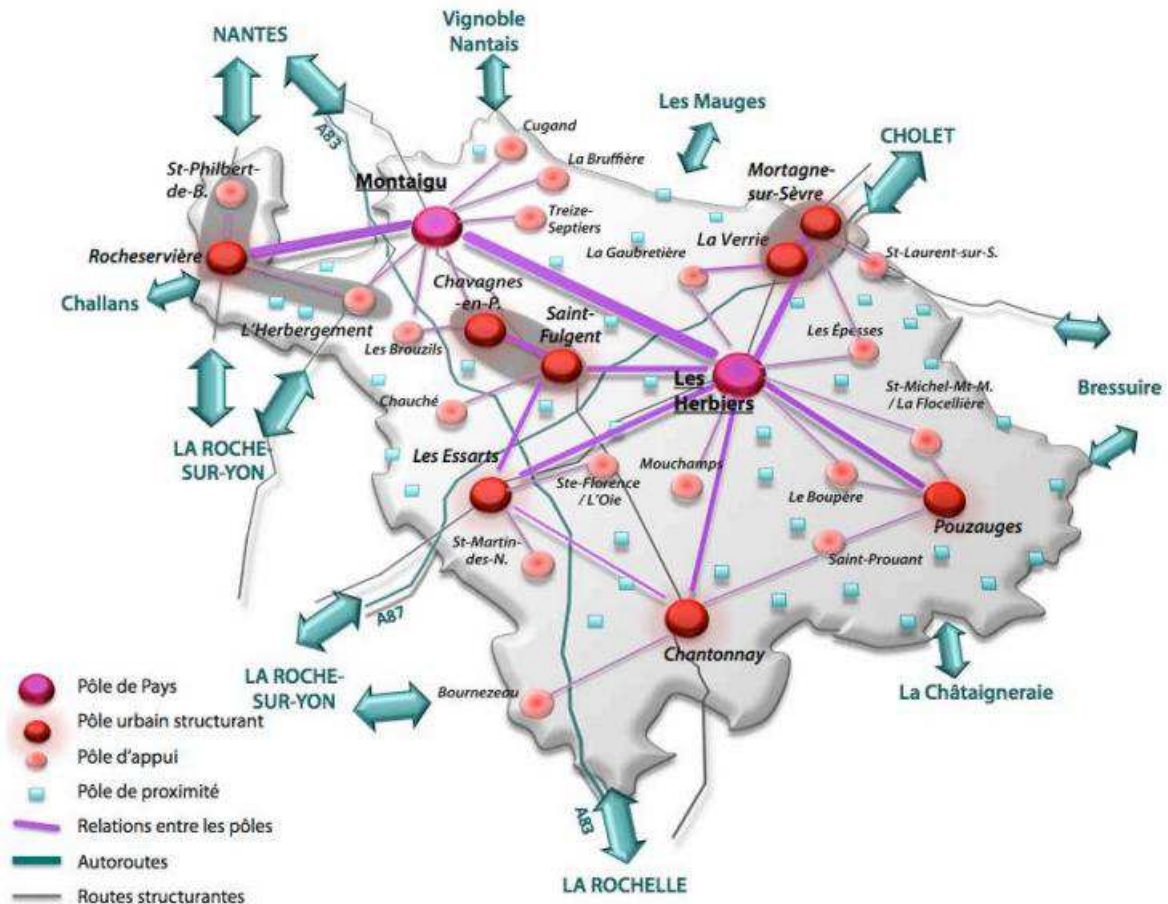 NANTES
Vignoble
Nantais
Les Mauges
CHOLET
A83
Cugand
La Bruffière
St-Philbert-
de-B.
Montaigu
Mortagne-
sur-Sèvre
Treize-
Septiers
La Verrie
La Gaubretière
St-Laurent-sur-S.
Rocheservière
Challans
Chavagnes
-en-P.
Saint-
Fulgent
L'Herbergement
Les Brouzils
Les Épesses
Bressuire
Les
Herbiers
St-Michel-Mt-M.
/ La Flocellière
Chauché
LA ROCHE-
SUR-YON
Les Essarts
Ste-Florence
/ L'Oie
Mouchamps
Le Boupère
Pouzauges
St-Martin-
des-N.
Saint-Prouant
A87
Chantonnay
LA ROCHE-
SUR-YON
Bournezeau
La Châtaigneraie
A83
LA ROCHELLE
Pôle de Pays
Pôle urbain structurant
Pôle d'appui
Pôle de proximité
Relations entre les pôles
Autoroutes
Routes structurantes